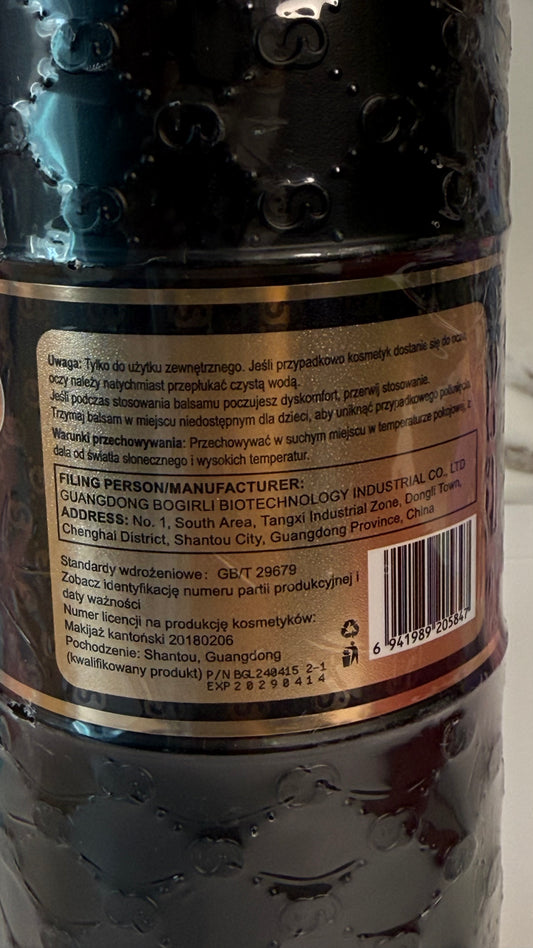 Uwaga: Tylko do użytku zewnętrznego. Jeśli przypadkowo kosmetyk dostanie się do oczu,
oczy należy natychmiast przepłukać czystą wodą.
Jeśli podczas stosowania balsamu poczujesz dyskomfort, przerwij stosowanie.
Trzymaj balsam w miejscu niedostępnym dla dzieci, aby uniknąć przypadkowego połknięcia.
Warunki przechowywania: Przechowywać w suchym miejscu w temperaturze pokojowej, z
dala od światła słonecznego i wysokich temperatur.
FILING PERSON/MANUFACTURER:
GUANGDONG BOGIRLI BIOTECHNOLOGY INDUSTRIAL CO., LTD
ADDRESS: No. 1, South Area, Tangxi Industrial Zone, Dongli Town,
Chenghai District, Shantou City, Guangdong Province, China
Standardy wdrożeniowe: GB/T 29679
Zobacz identyfikację numeru partii produkcyjnej i
daty ważności
Numer licencji na produkcję kosmetyków:
Makijaż kantoński 20180206
Pochodzenie: Shantou, Guangdong
(kwalifikowany produkt) P/N BGL240415 2-1
EXP 20290414
6 941989 205847